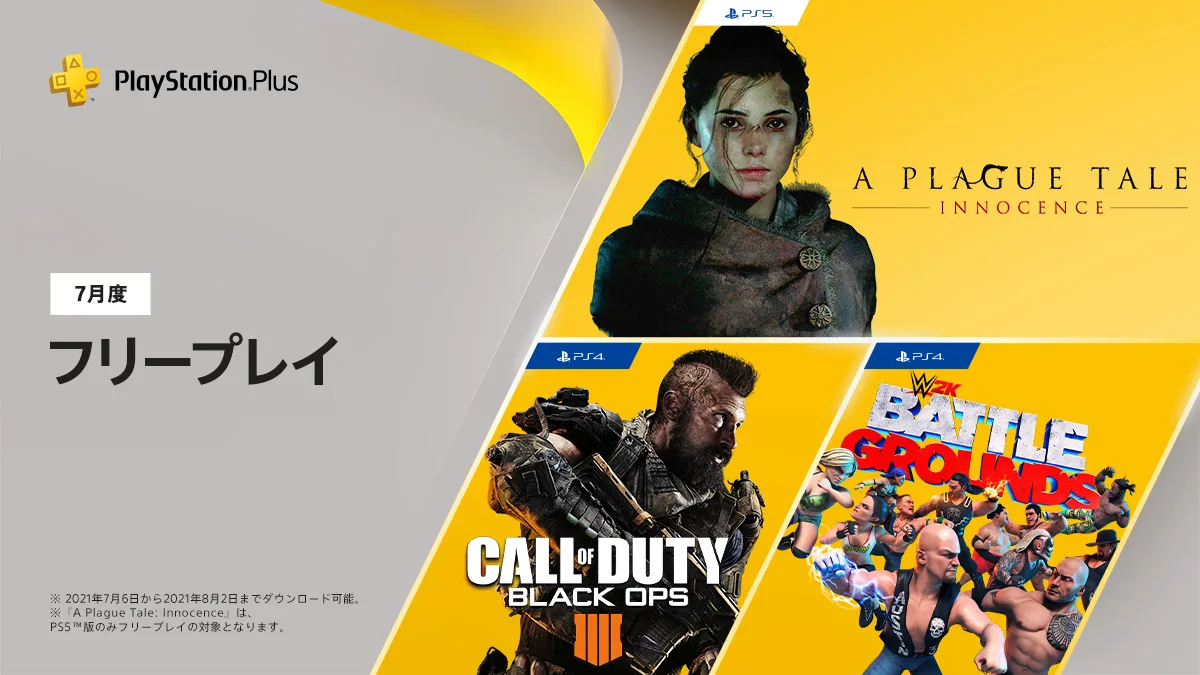 PlayStation.Plus
7月度
フリープレイ
※ 2021年7月6日から2021年8月2日までダウンロード可能。
※「A Plague Tale: Innocence」は、
PS5™版のみフリープレイの対象となります。
PS5
A PLAGUE TALE
INNOCENCE
PS4
CALL OF DUTY
BLACK OPS
IIII
PS4
W2K
BATTLE
GROUNDS